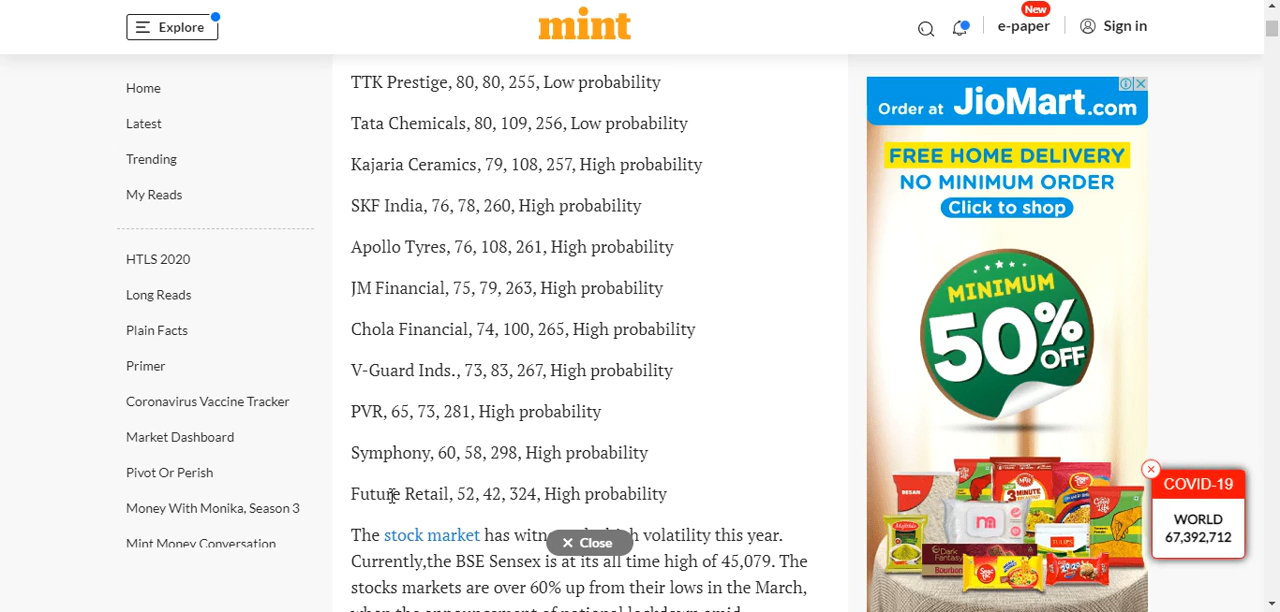 Explore
mint
New
e-paper
Sign in
Home
Latest
Trending
My Reads
HTLS 2020
Long Reads
Plain Facts
Primer
Coronavirus Vaccine Tracker
Market Dashboard
Pivot Or Perish
Money With Monika, Season 3
Mint Money Conversation
TTK Prestige, 80, 80, 255, Low probability
Tata Chemicals, 80, 109, 256, Low probability
Kajaria Ceramics, 79, 108, 257, High probability
SKF India, 76, 78, 260, High probability
Apollo Tyres, 76, 108, 261, High probability
JM Financial, 75, 79, 263, High probability
Chola Financial, 74, 100, 265, High probability
V-Guard Inds., 73, 83, 267, High probability
PVR, 65, 73, 281, High probability
Symphony, 60, 58, 298, High probability
Future Retail, 52, 42, 324, High probability
The stock market has witn volatility this year.
Close
Currently,the BSE Sensex is at its all time high of 45,079. The
stocks markets are over 60% up from their lows in the March,
Order at JioMart.com
FREE HOME DELIVERY
NO MINIMUM ORDER
Click to shop
MINIMUM
50% OFF
BESAN
MTR
3 MINUTE
BREAKFAST
Dark
Fantasy
Bourbon
COVID-19
WORLD
67,392,712